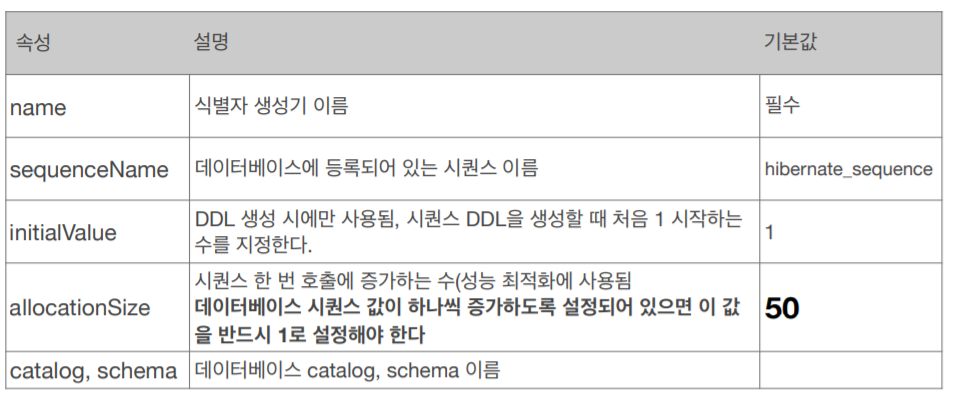 속성 설명 기본값
name 식별자 생성기 이름 필수
sequenceName 데이터베이스에 등록되어 있는 시퀀스 이름 hibernate_sequence
initialValue DDL 생성 시에만 사용됨, 시퀀스 DDL을 생성할 때 처음 1 시작하는
수를 지정한다. 1
allocationSize 시퀀스 한 번 호출에 증가하는 수(성능 최적화에 사용됨
데이터베이스 시퀀스 값이 하나씩 증가하도록 설정되어 있으면 이 값 50
을 반드시 1로 설정해야 한다
catalog, schema 데이터베이스 catalog, schema 이름